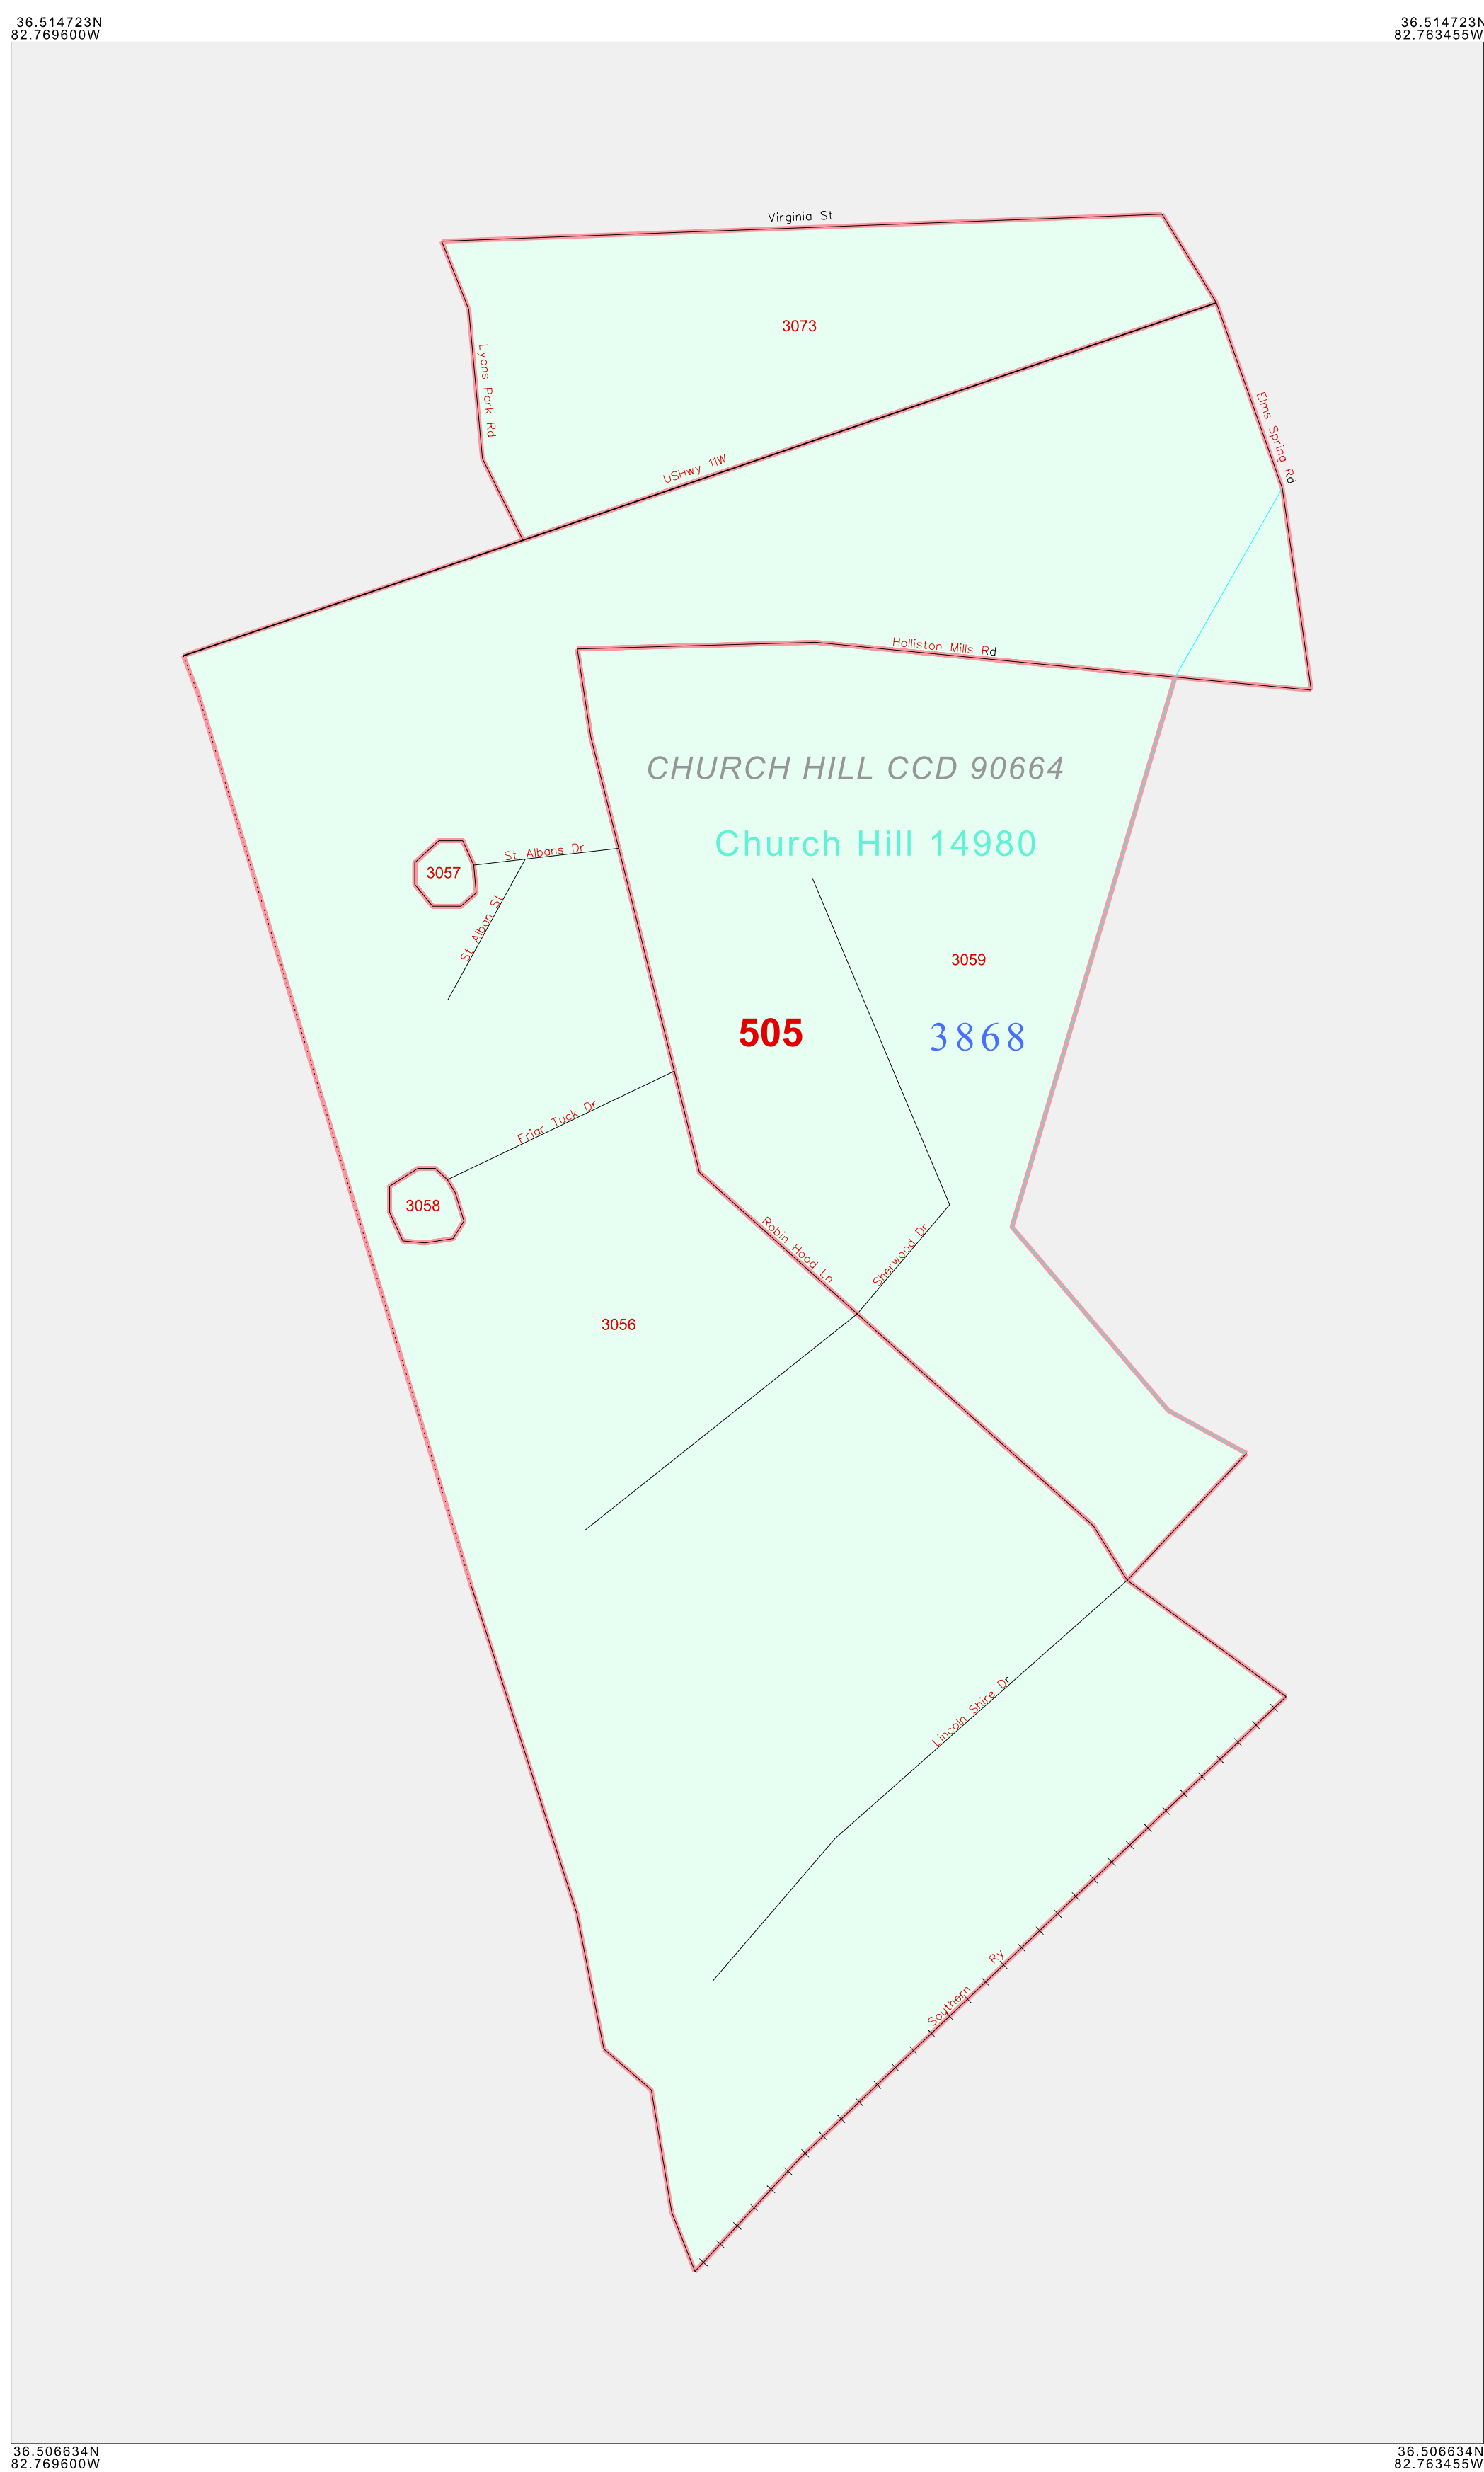 36.514723N
82.769600W
36.514723N
82.763455W
Virginia St
3073
Lyons Park Rd
Elms Spring Rd
USHwy 11W
Holliston Mills Rd
CHURCH HILL CCD 90664
Church Hill 14980
St Albans Dr
3057
St Alban St
3059
505
3868
Friar Tuck Dr
3058
Robin Hood Ln
Sherwood Dr
3056
Lincoln Shire Dr
Southern Ry
36.506634N
82.769600W
36.506634N
82.763455W